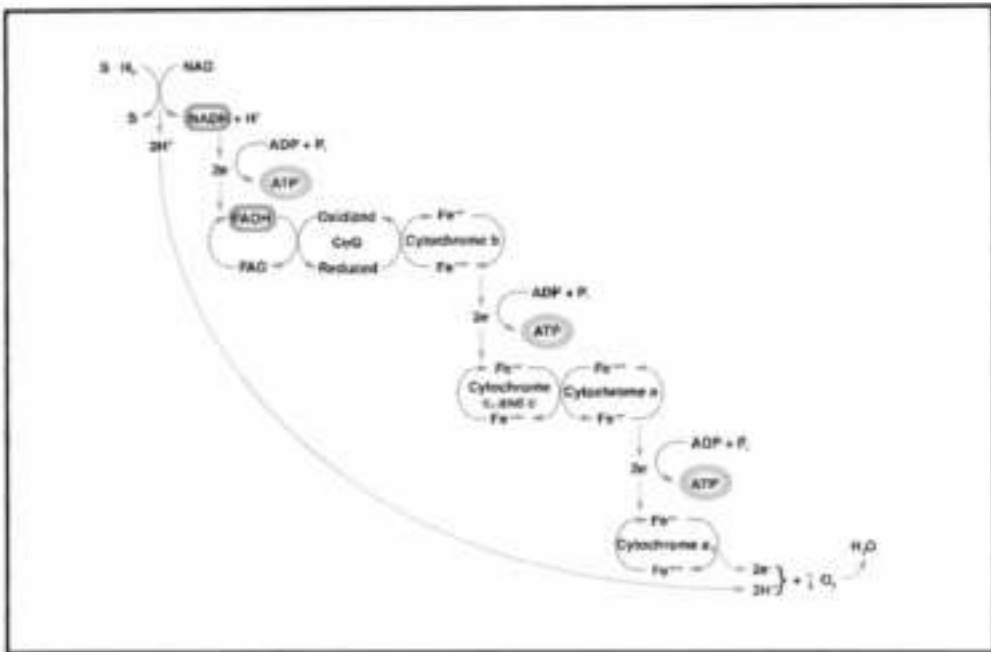 S H₂ NAD
S NADH + H⁺
2H⁺
ADP + Pᵢ
2e
ATP
FADH Oxidized Fe
CoQ Cytochrome b
FAD Reduced Fe
ADP + Pᵢ
2e
ATP
Fe Fe
Cytochrome Cytochrome a
c₁ and c
Fe Fe
ADP + Pᵢ
2e
ATP
Fe
Cytochrome a₃
H₂O
Fe 2e⁻
2H⁺ } + O₂